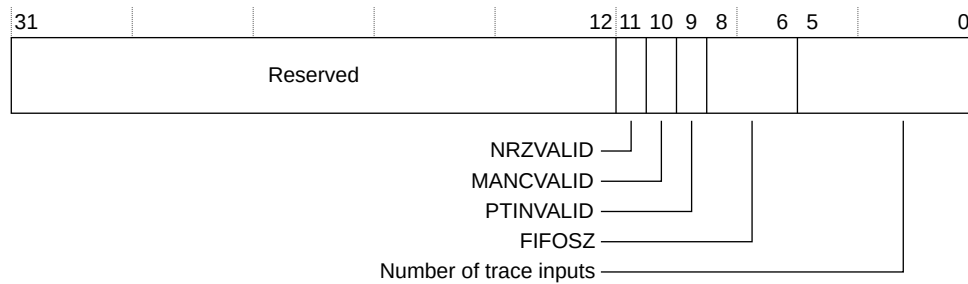 31 12 11 10 9 8 6 5 0
Reserved
NRZVALID
MANCVALID
PTINVALID
FIFOSZ
Number of trace inputs